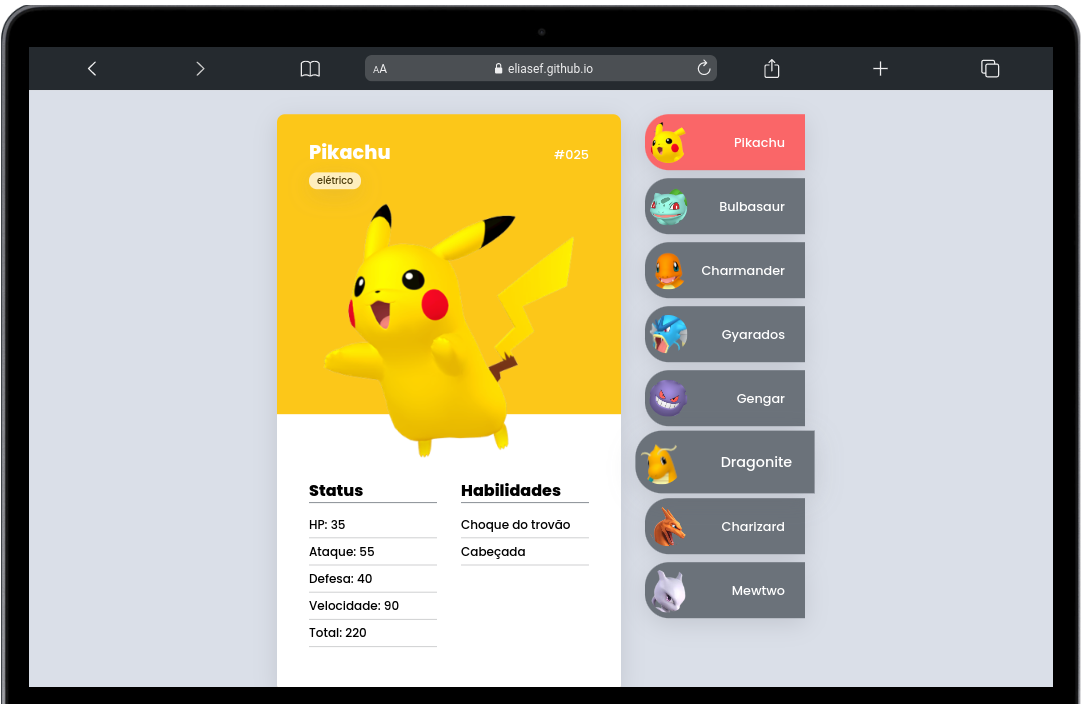 AA
eliasef.github.io
Pikachu
#025
elétrico
Status
HP: 35
Ataque: 55
Defesa: 40
Velocidade: 90
Total: 220
Habilidades
Choque do trovão
Cabeçada
Pikachu
Bulbasaur
Charmander
Gyarados
Gengar
Dragonite
Charizard
Mewtwo